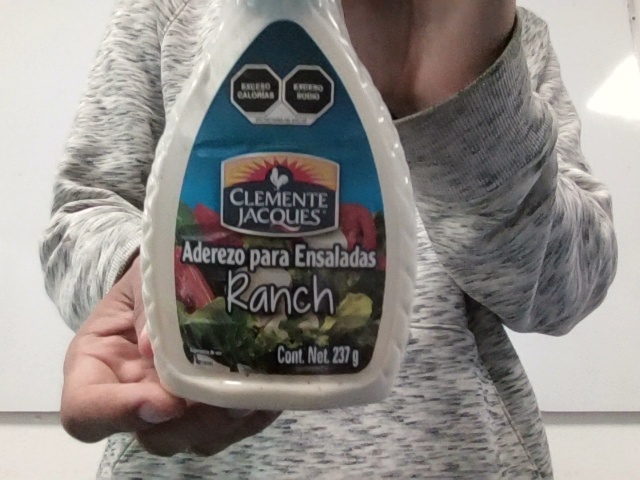 EXCESO
CALORÍAS
EXCESO
SODIO
CLEMENTE
JACQUES
Aderezo para Ensaladas
Ranch
Cont. Net. 237 g